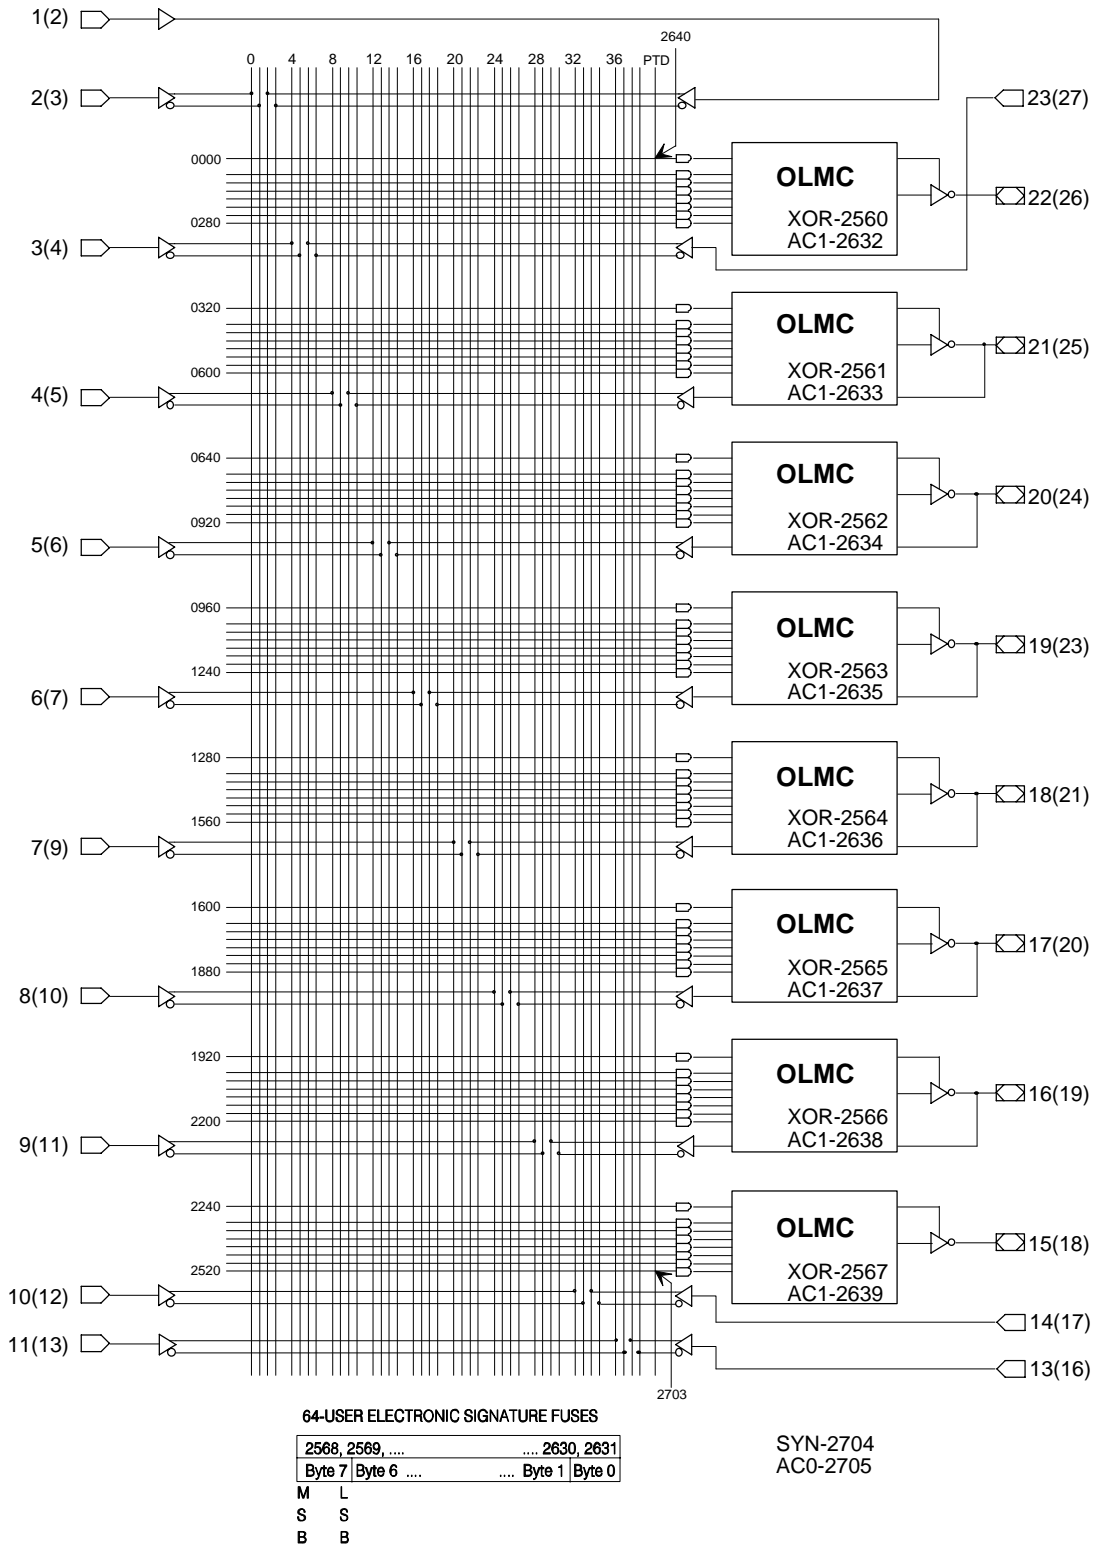 1(2)
2640
0 4 8 12 16 20 24 28 32 36 PTD
2(3)
23(27)
0000
OLMC
XOR-2560
AC1-2632
22(26)
0280
3(4)
0320
OLMC
XOR-2561
AC1-2633
21(25)
0600
4(5)
0640
OLMC
XOR-2562
AC1-2634
20(24)
0920
5(6)
0960
OLMC
XOR-2563
AC1-2635
19(23)
1240
6(7)
1280
OLMC
XOR-2564
AC1-2636
18(21)
1560
7(9)
1600
OLMC
XOR-2565
AC1-2637
17(20)
1880
8(10)
1920
OLMC
XOR-2566
AC1-2638
16(19)
2200
9(11)
2240
OLMC
XOR-2567
AC1-2639
15(18)
2520
10(12)
14(17)
11(13)
13(16)
2703
64-USER ELECTRONIC SIGNATURE FUSES
2568, 2569, .... .... 2630, 2631
Byte 7 Byte 6 .... .... Byte 1 Byte 0
M L
S S
B B
SYN-2704
AC0-2705